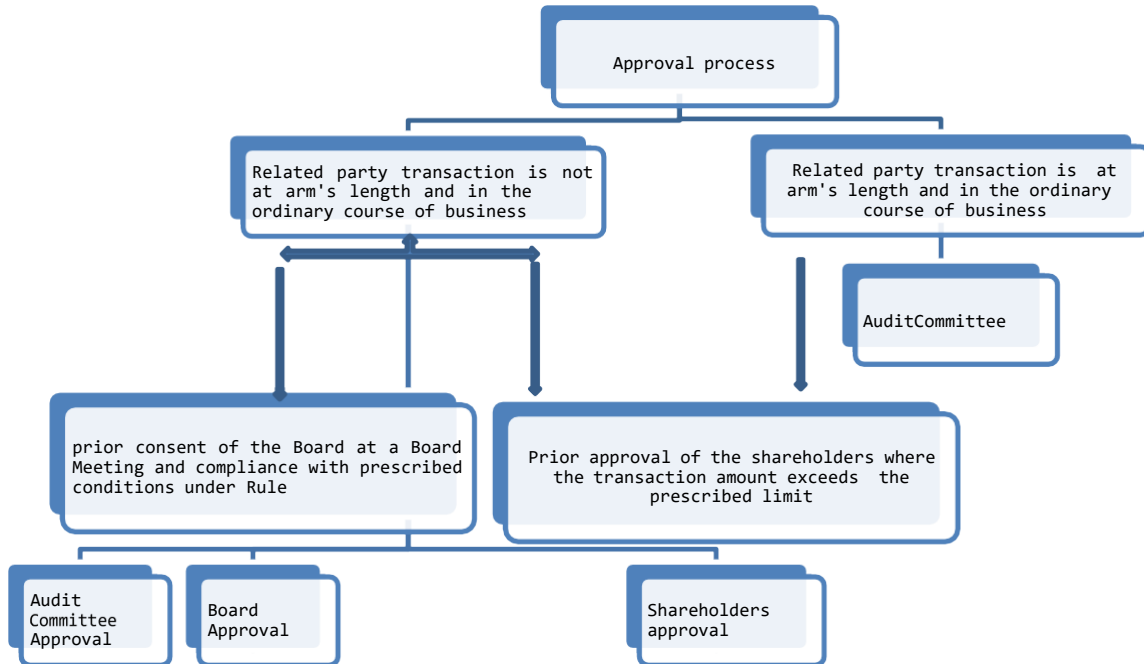 Approval process
Related party transaction is not
at arm's length and in the
ordinary course of business
Related party transaction is at
arm's length and in the ordinary
course of business
AuditCommittee
prior consent of the Board at a Board
Meeting and compliance with prescribed
conditions under Rule
Prior approval of the shareholders where
the transaction amount exceeds the
prescribed limit
Audit
Committee
Approval
Board
Approval
Shareholders
approval